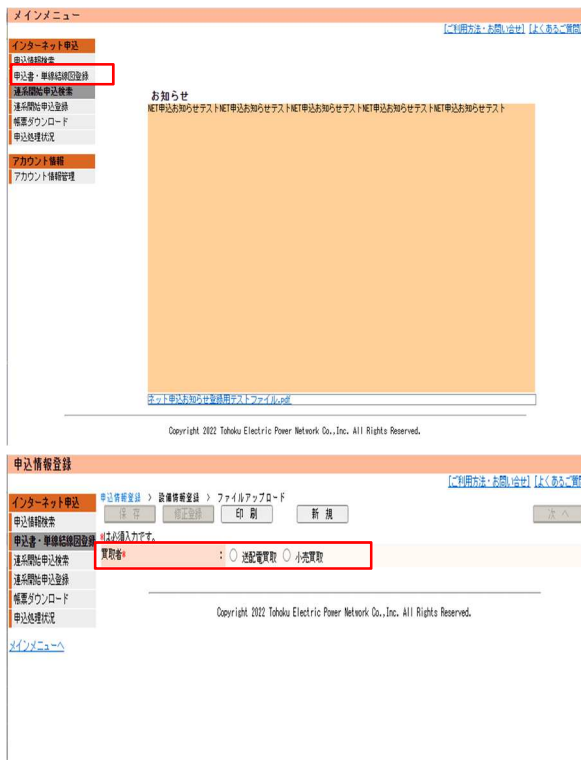 メインメニュー
[ご利用方法・お問い合せ] [よくあるご質問
インターネット申込
申込情報検索
申込書・単線結線図登録
連系開始申込検索
連系開始申込登録
帳票ダウンロード
申込処理状況
アカウント情報
アカウント情報管理
お知らせ
NET申込お知らせテストNET申込お知らせテストNET申込お知らせテストNET申込お知らせテストNET申込お知らせテスト
ネット申込お知らせ登録用テストファイル.pdf
Copyright 2022 Tohoku Electric Power Network Co.,Inc. All Rights Reserved.
申込情報登録
[ご利用方法・お問い合せ] [よくあるご質問
インターネット申込
申込情報検索
申込書・単線結線図登録
連系開始申込検索
連系開始申込登録
帳票ダウンロード
申込処理状況
メインメニューへ
申込情報登録 > 設備情報登録 > ファイルアップロード
保 存 修正登録 印 刷 新 規 次 へ
*は必須入力です。
買取者* : 送配電買取 小売買取
Copyright 2022 Tohoku Electric Power Network Co.,Inc. All Rights Reserved.